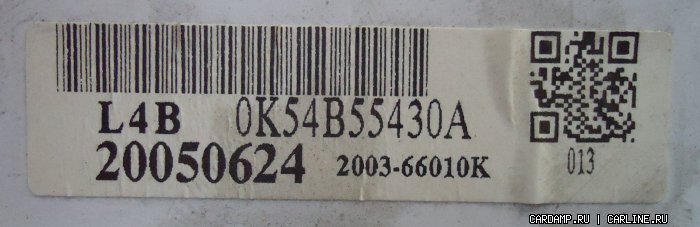 L4B 0K54B55430A
20050624 2003-66010K
013
CARDAMP.RU | CARLINE.RU